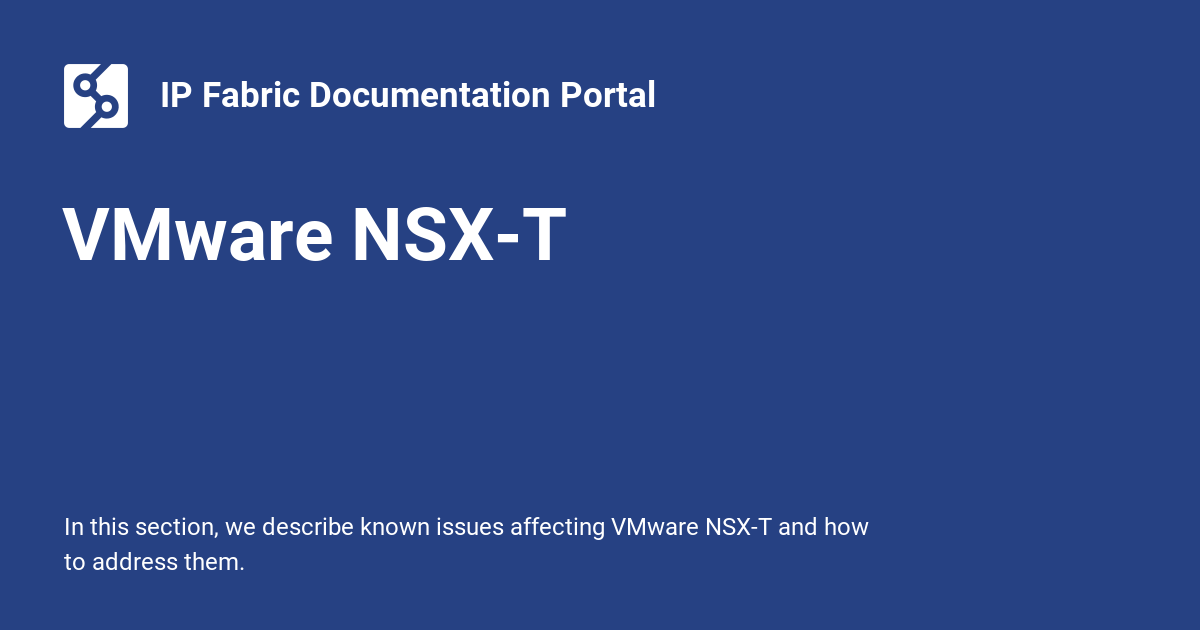 IP Fabric Documentation Portal
VMware NSX-T
In this section, we describe known issues affecting VMware NSX-T and how
to address them.